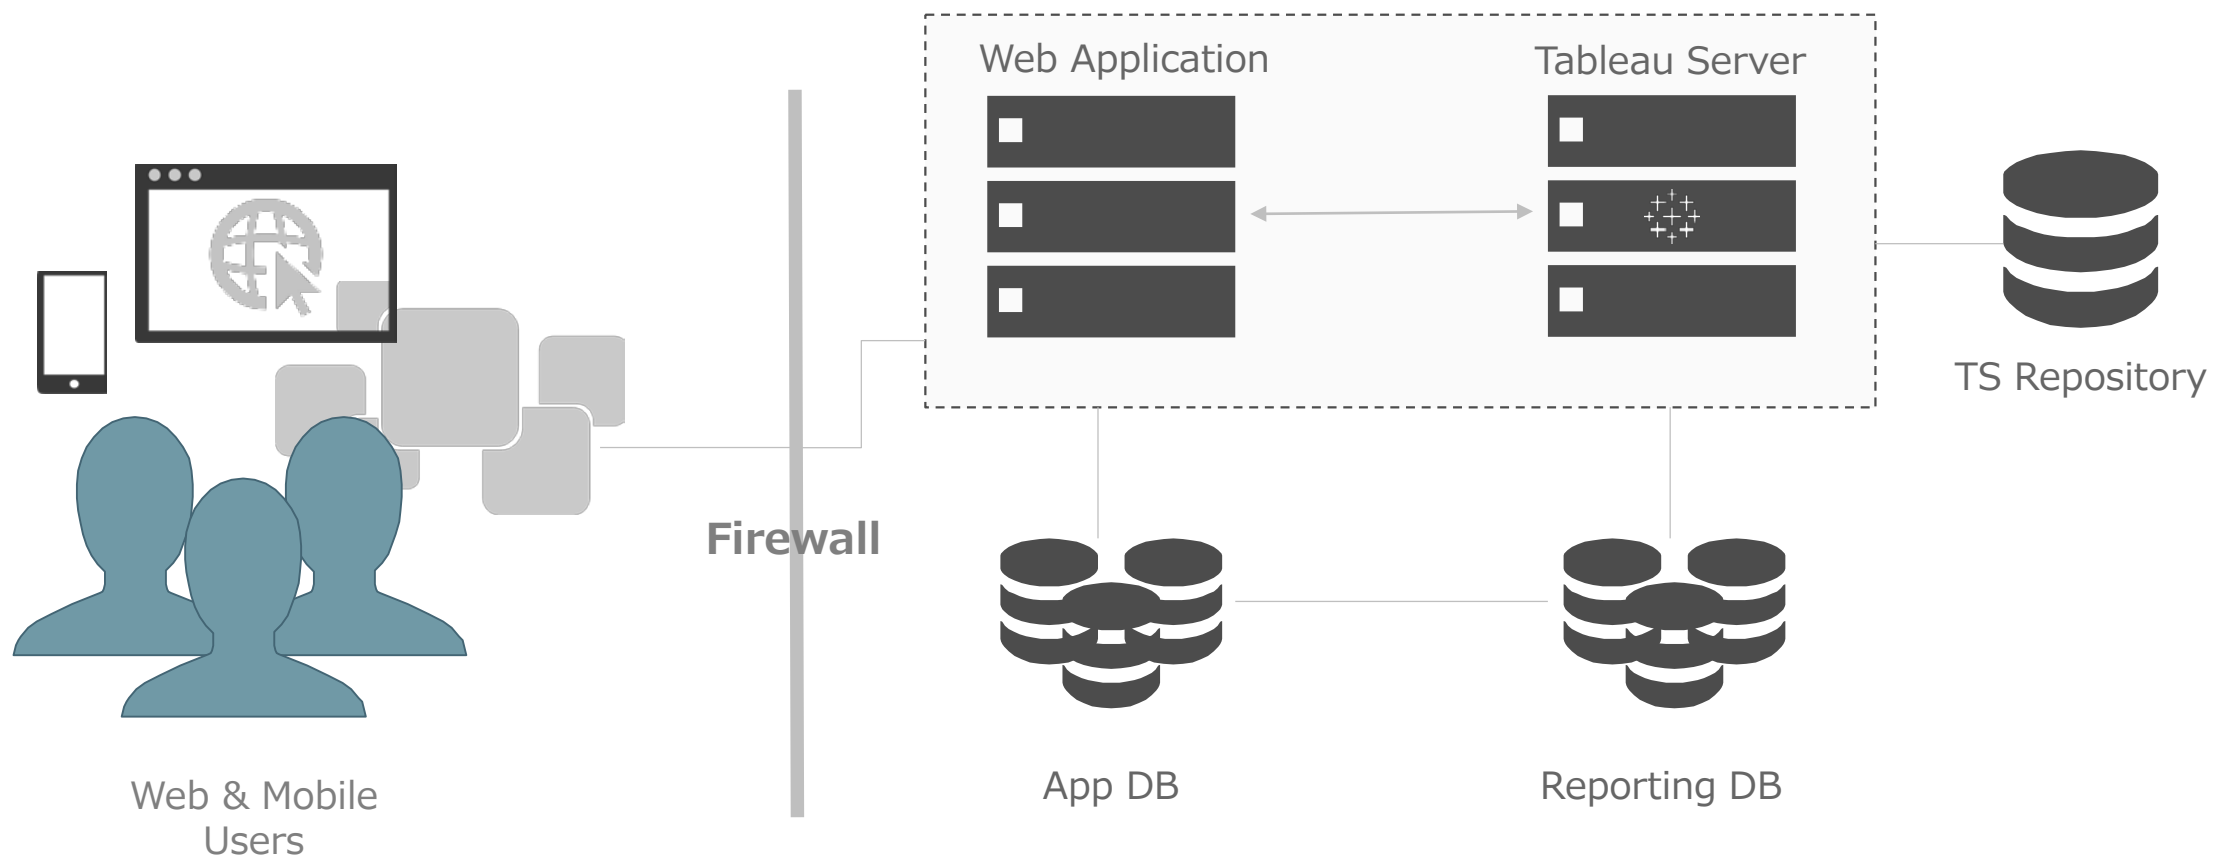 Web Application
Tableau Server
TS Repository
Firewall
App DB
Reporting DB
Web & Mobile
Users